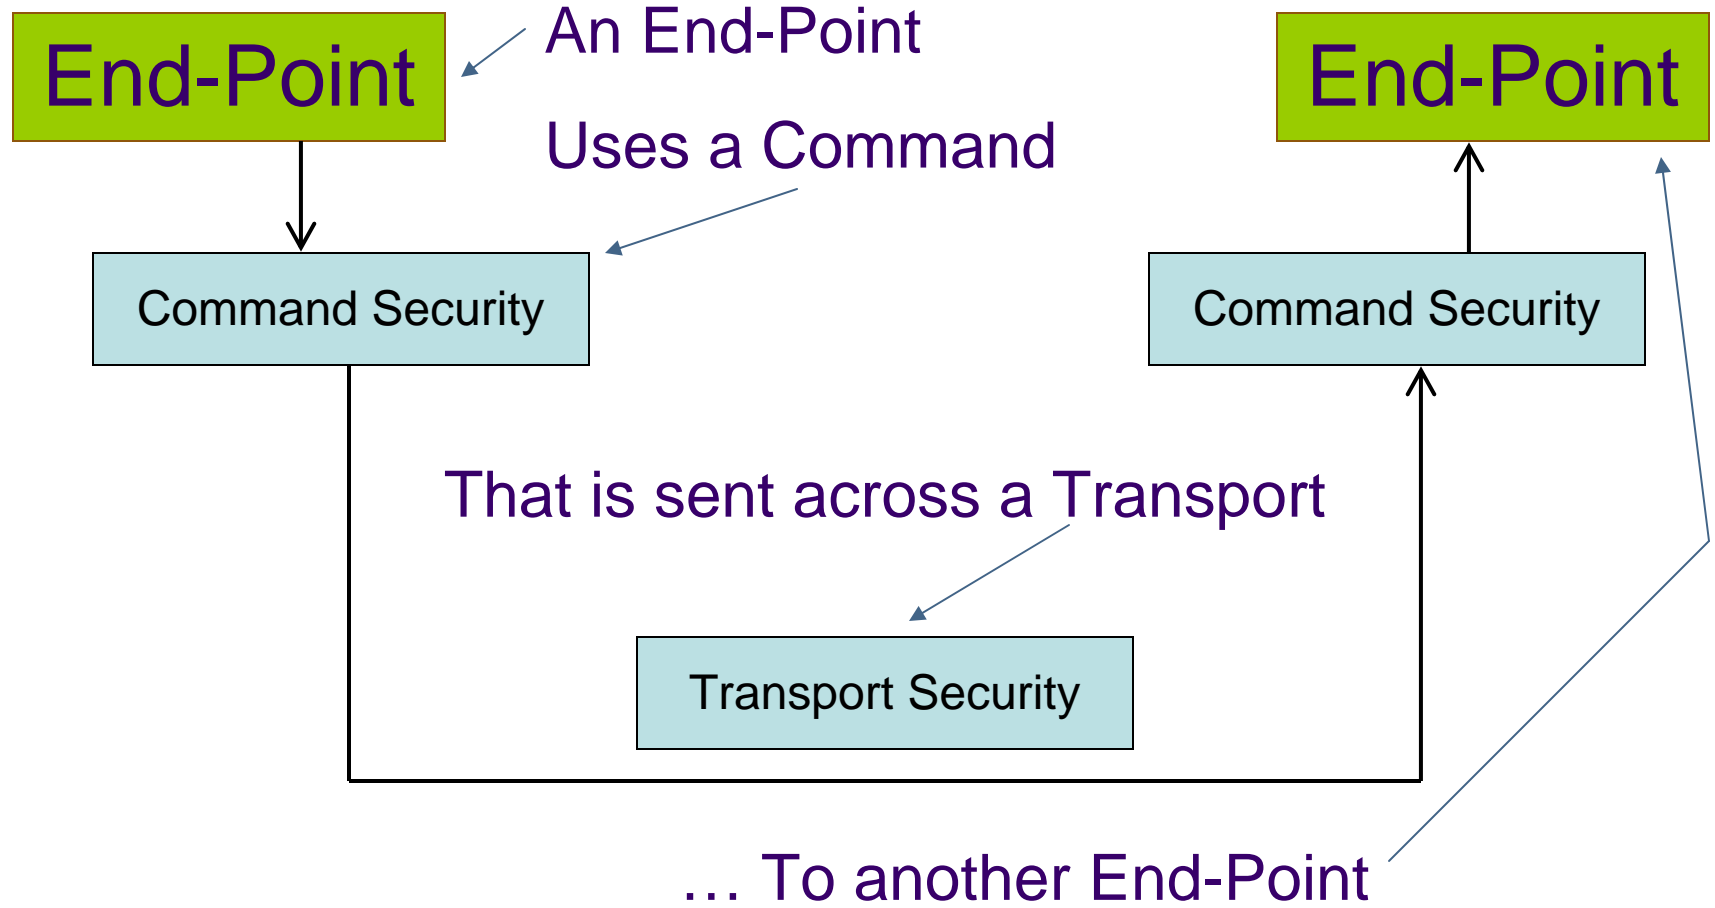 End-Point
An End-Point
End-Point
Uses a Command
Command Security
Command Security
That is sent across a Transport
Transport Security
… To another End-Point